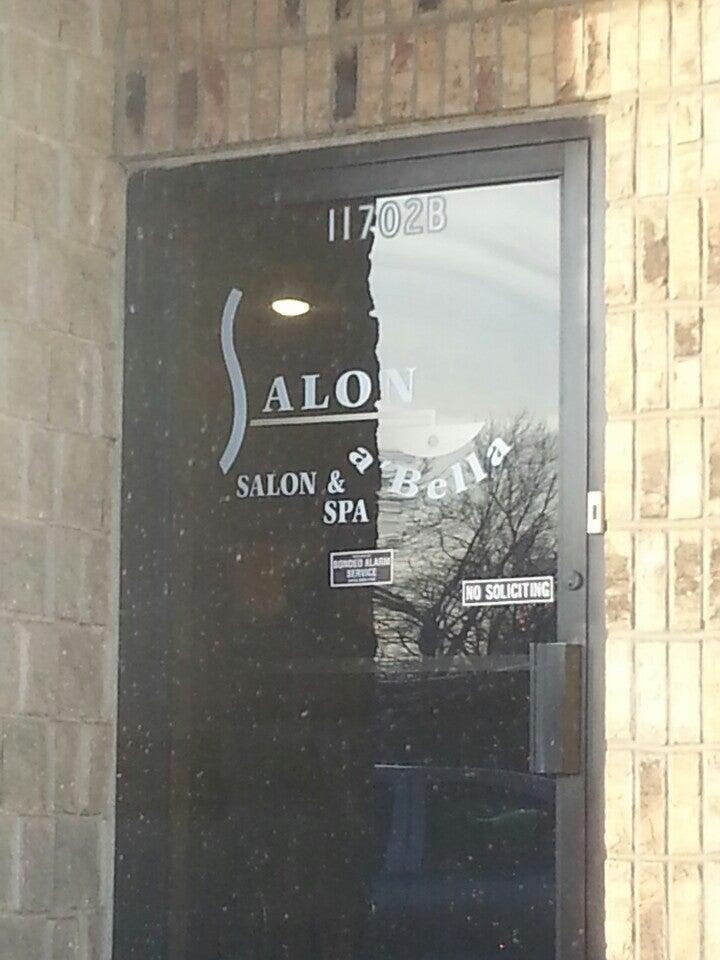 11702B
SALON
a'Bella
SALON &
SPA
BONDED ALARM
SERVICE
NO SOLICITING